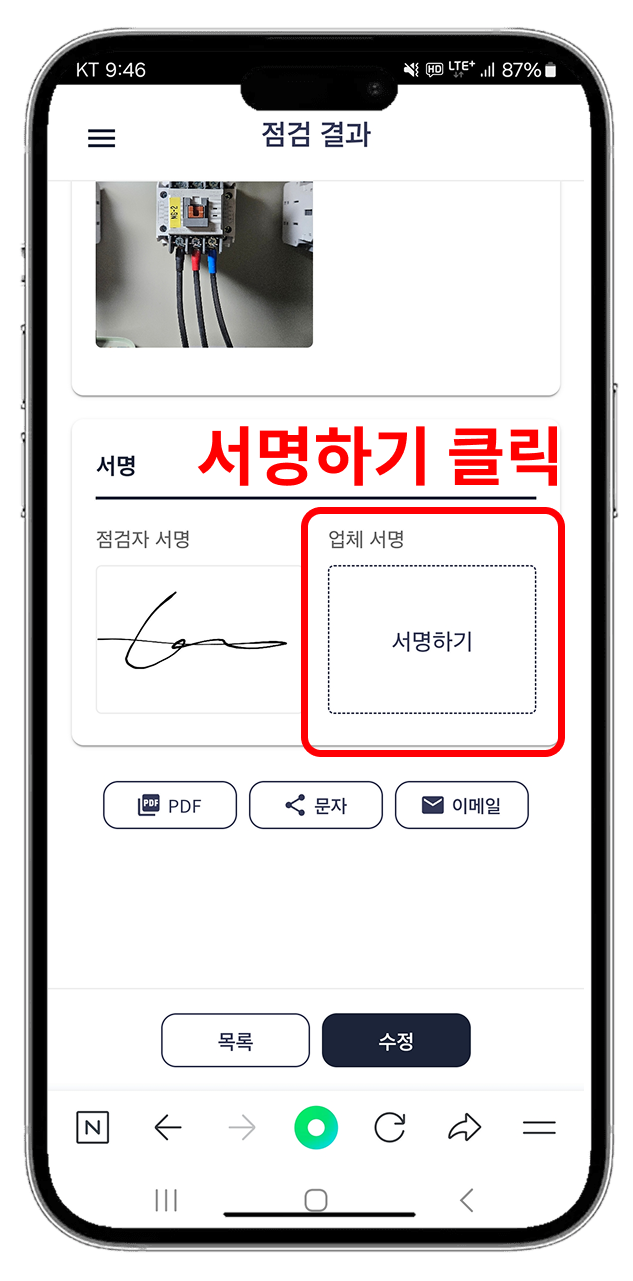 KT 9:46
HD LTE+ 87%
점검 결과
NG-2
서명하기 클릭
서명
점검자 서명
업체 서명
서명하기
PDF PDF
문자
이메일
목록
수정
N